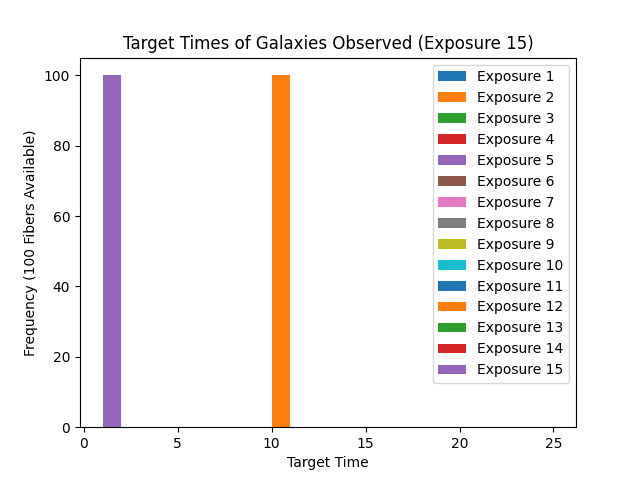 Target Times of Galaxies Observed (Exposure 15)
100
80
60
40
20
0
Frequency (100 Fibers Available)
Exposure 1
Exposure 2
Exposure 3
Exposure 4
Exposure 5
Exposure 6
Exposure 7
Exposure 8
Exposure 9
Exposure 10
Exposure 11
Exposure 12
Exposure 13
Exposure 14
Exposure 15
0 5 10 15 20 25
Target Time